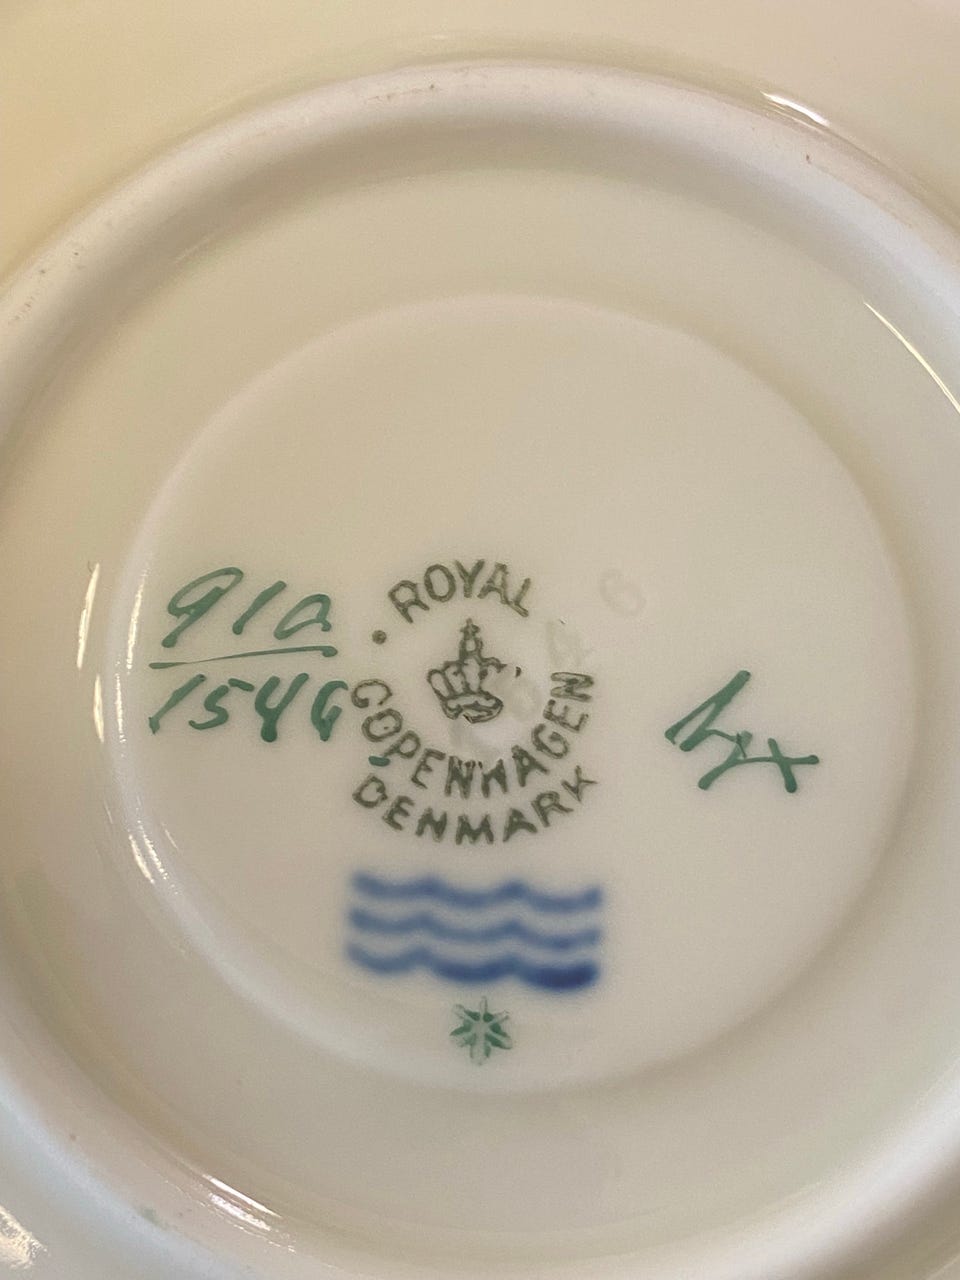 ROYAL
COPENHAGEN
DENMARK
91a
1546